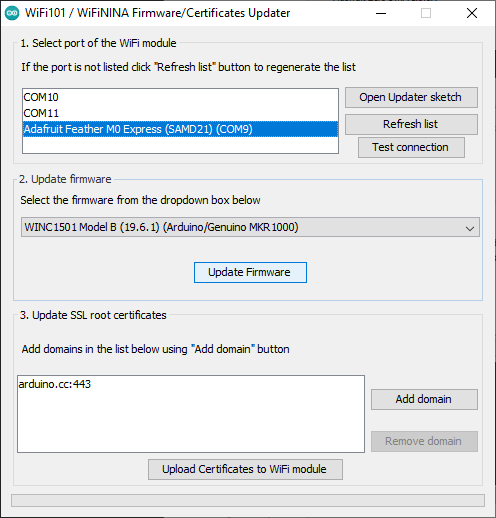 WiFi101 / WiFiNINA Firmware/Certificates Updater
1. Select port of the WiFi module
If the port is not listed click "Refresh list" button to regenerate the list
COM10
COM11
Adafruit Feather M0 Express (SAMD21) (COM9)
Open Updater sketch
Refresh list
Test connection
2. Update firmware
Select the firmware from the dropdown box below
WINC1501 Model B (19.6.1) (Arduino/Genuino MKR1000)
Update Firmware
3. Update SSL root certificates
Add domains in the list below using "Add domain" button
arduino.cc:443
Add domain
Remove domain
Upload Certificates to WiFi module